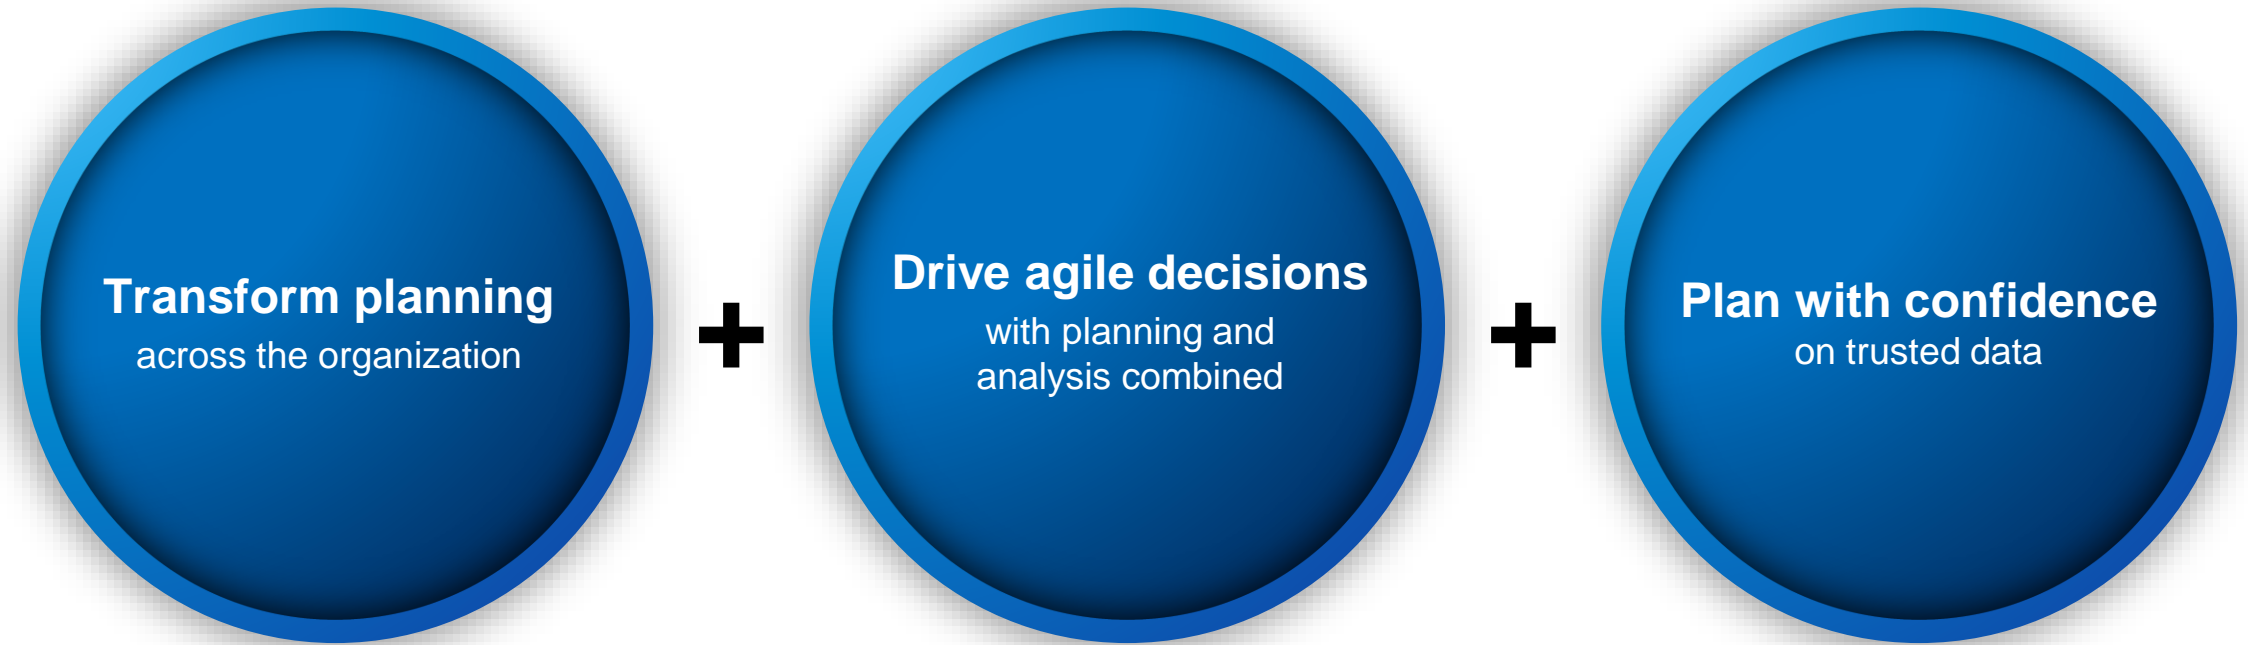 Transform planning
across the organization
+
Drive agile decisions
with planning and
analysis combined
+
Plan with confidence
on trusted data